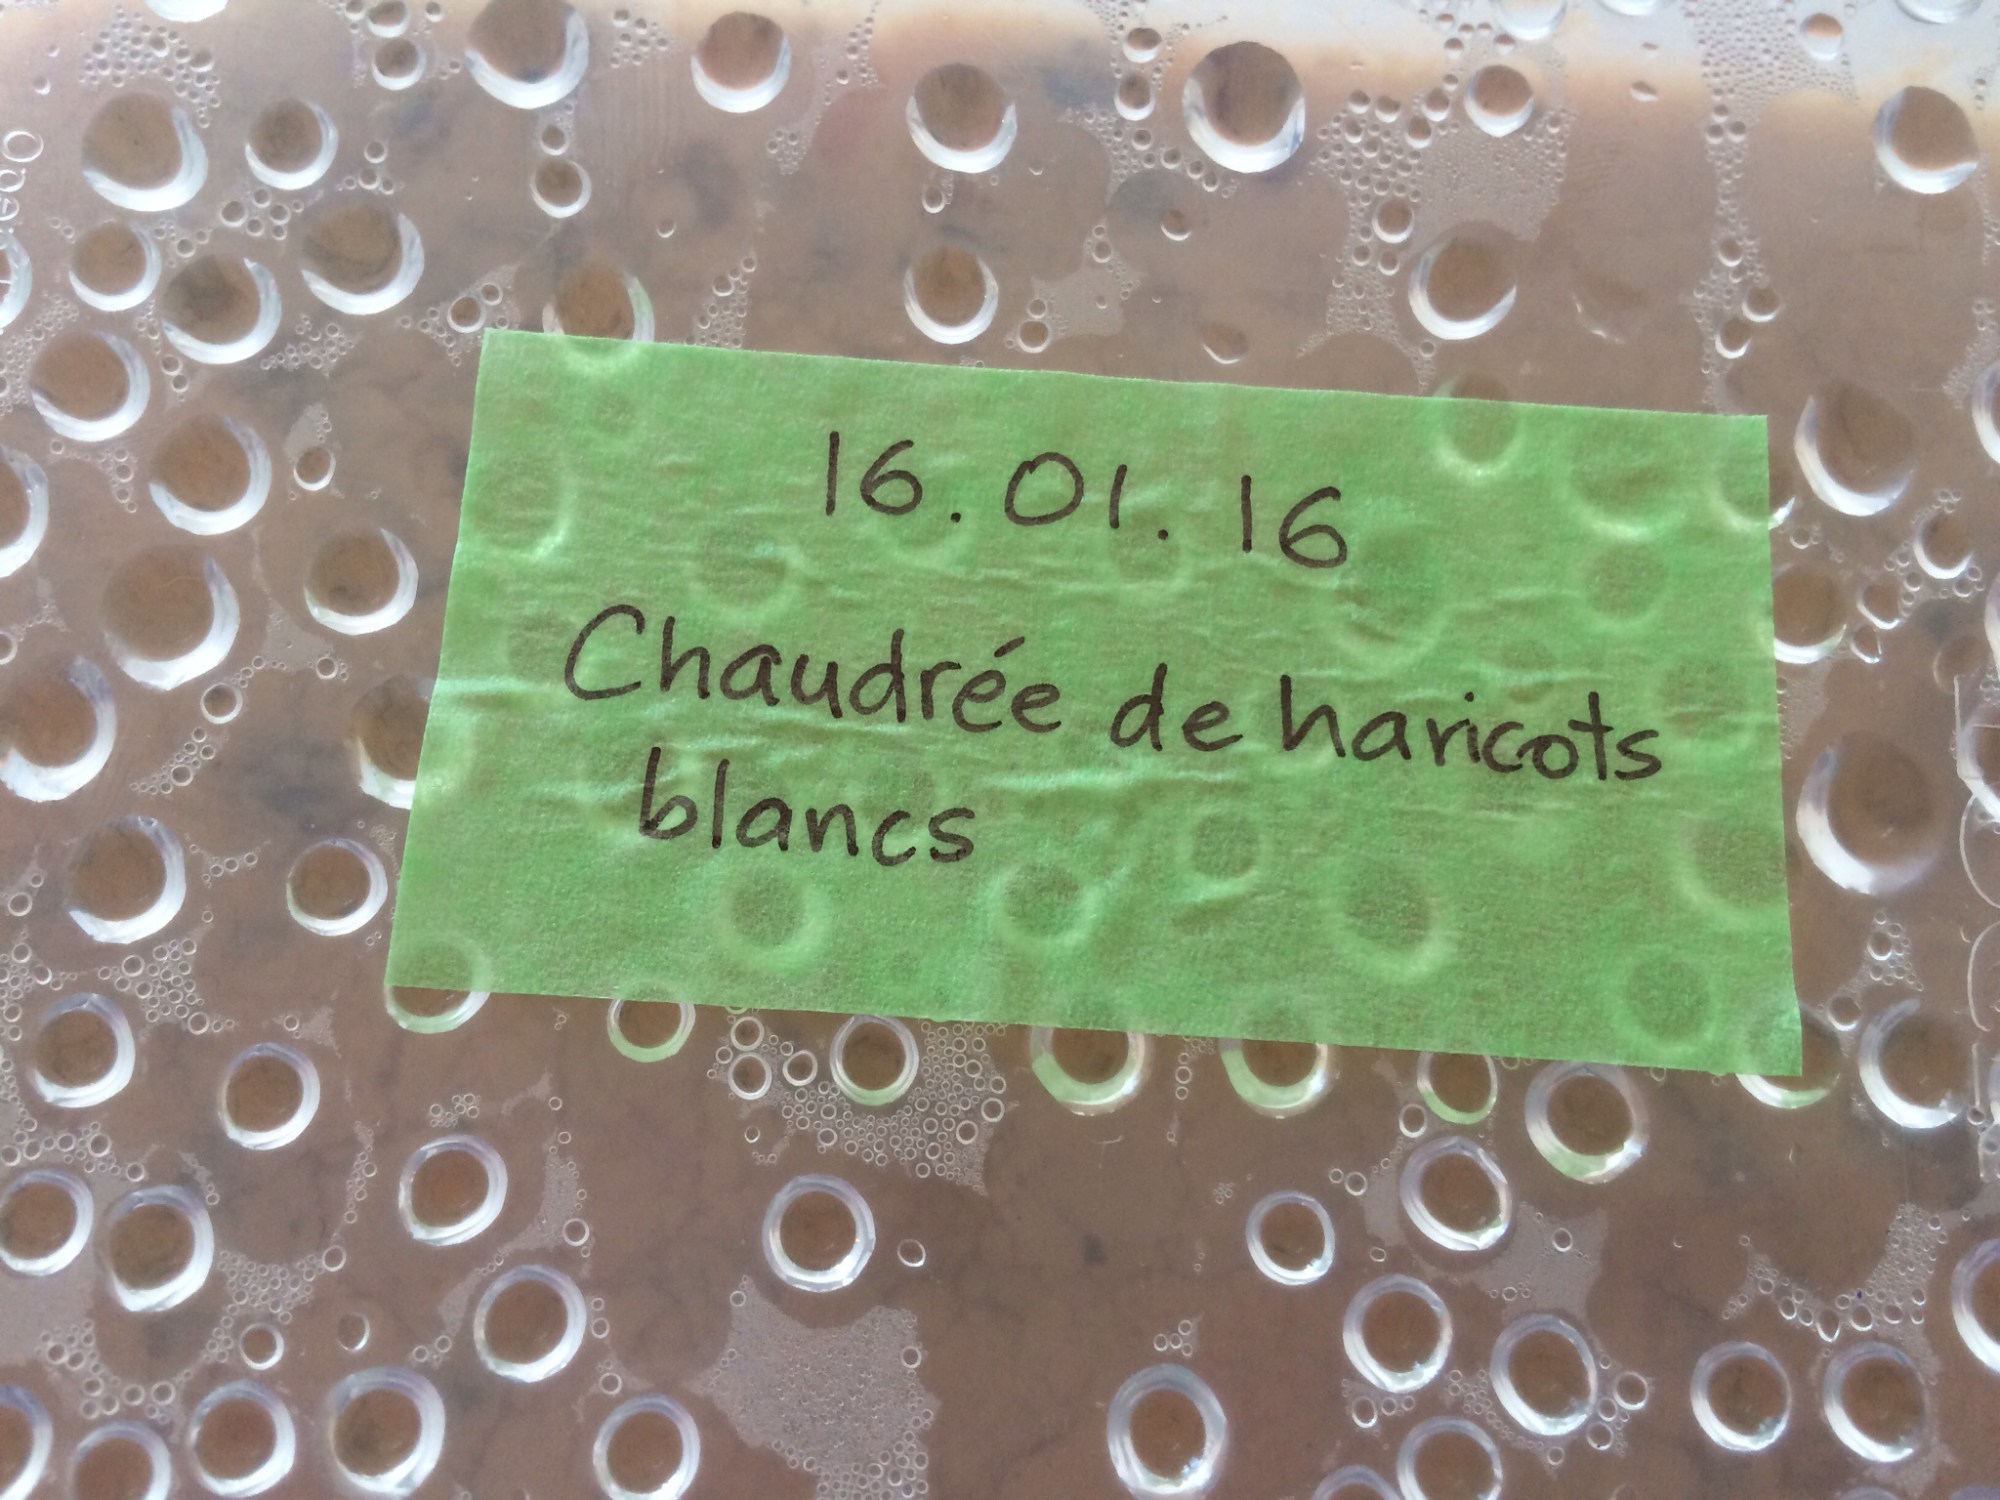 16.01.16
Chaudrée de haricots
blancs